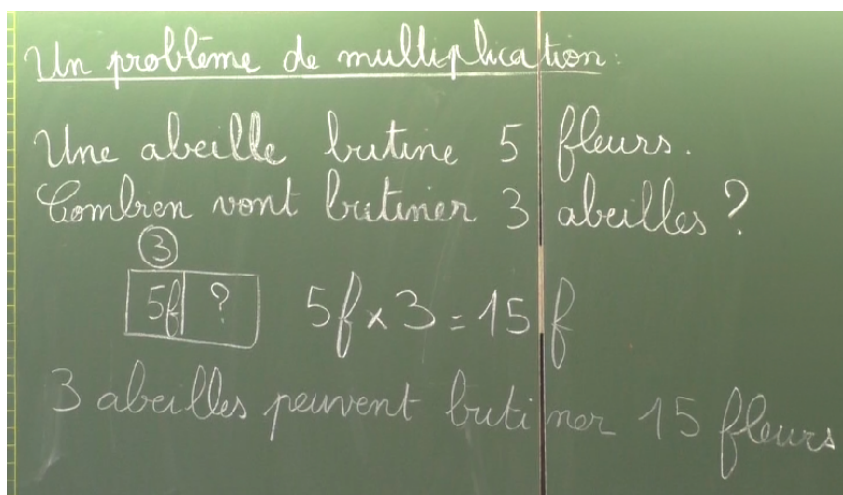 Un problème de multiplication:
Une abeille butine 5 fleurs.
Combien vont butiner 3 abeilles ?
3
5f ? 5f x 3 = 15 f
3 abeilles peuvent butiner 15 fleurs